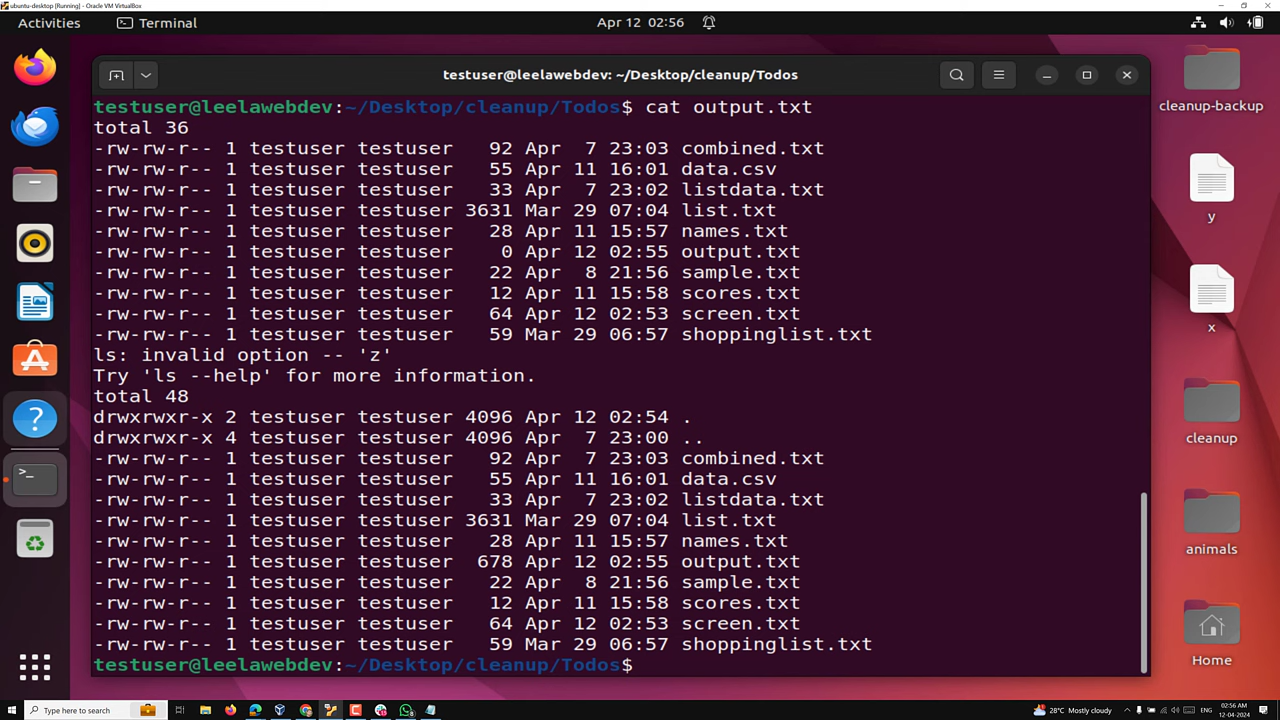 ubuntu-desktop [Running] - Oracle VM VirtualBox
Activities Terminal Apr 12 02:56
testuser@leelawebdev: ~/Desktop/cleanup/Todos
testuser@leelawebdev:~/Desktop/cleanup/Todos$ cat output.txt
total 36
-rw-rw-r-- 1 testuser testuser   92 Apr  7 23:03 combined.txt
-rw-rw-r-- 1 testuser testuser   55 Apr 11 16:01 data.csv
-rw-rw-r-- 1 testuser testuser   33 Apr  7 23:02 listdata.txt
-rw-rw-r-- 1 testuser testuser 3631 Mar 29 07:04 list.txt
-rw-rw-r-- 1 testuser testuser   28 Apr 11 15:57 names.txt
-rw-rw-r-- 1 testuser testuser    0 Apr 12 02:55 output.txt
-rw-rw-r-- 1 testuser testuser   22 Apr  8 21:56 sample.txt
-rw-rw-r-- 1 testuser testuser   12 Apr 11 15:58 scores.txt
-rw-rw-r-- 1 testuser testuser   64 Apr 12 02:53 screen.txt
-rw-rw-r-- 1 testuser testuser   59 Mar 29 06:57 shoppinglist.txt
ls: invalid option -- 'z'
Try 'ls --help' for more information.
total 48
drwxrwxr-x 2 testuser testuser 4096 Apr 12 02:54 .
drwxrwxr-x 4 testuser testuser 4096 Apr  7 23:00 ..
-rw-rw-r-- 1 testuser testuser   92 Apr  7 23:03 combined.txt
-rw-rw-r-- 1 testuser testuser   55 Apr 11 16:01 data.csv
-rw-rw-r-- 1 testuser testuser   33 Apr  7 23:02 listdata.txt
-rw-rw-r-- 1 testuser testuser 3631 Mar 29 07:04 list.txt
-rw-rw-r-- 1 testuser testuser   28 Apr 11 15:57 names.txt
-rw-rw-r-- 1 testuser testuser  678 Apr 12 02:55 output.txt
-rw-rw-r-- 1 testuser testuser   22 Apr  8 21:56 sample.txt
-rw-rw-r-- 1 testuser testuser   12 Apr 11 15:58 scores.txt
-rw-rw-r-- 1 testuser testuser   64 Apr 12 02:53 screen.txt
-rw-rw-r-- 1 testuser testuser   59 Mar 29 06:57 shoppinglist.txt
testuser@leelawebdev:~/Desktop/cleanup/Todos$
cleanup-backup
y
x
cleanup
animals
Home
Type here to search
28°C Mostly cloudy
ENG
02:56 AM
12-04-2024